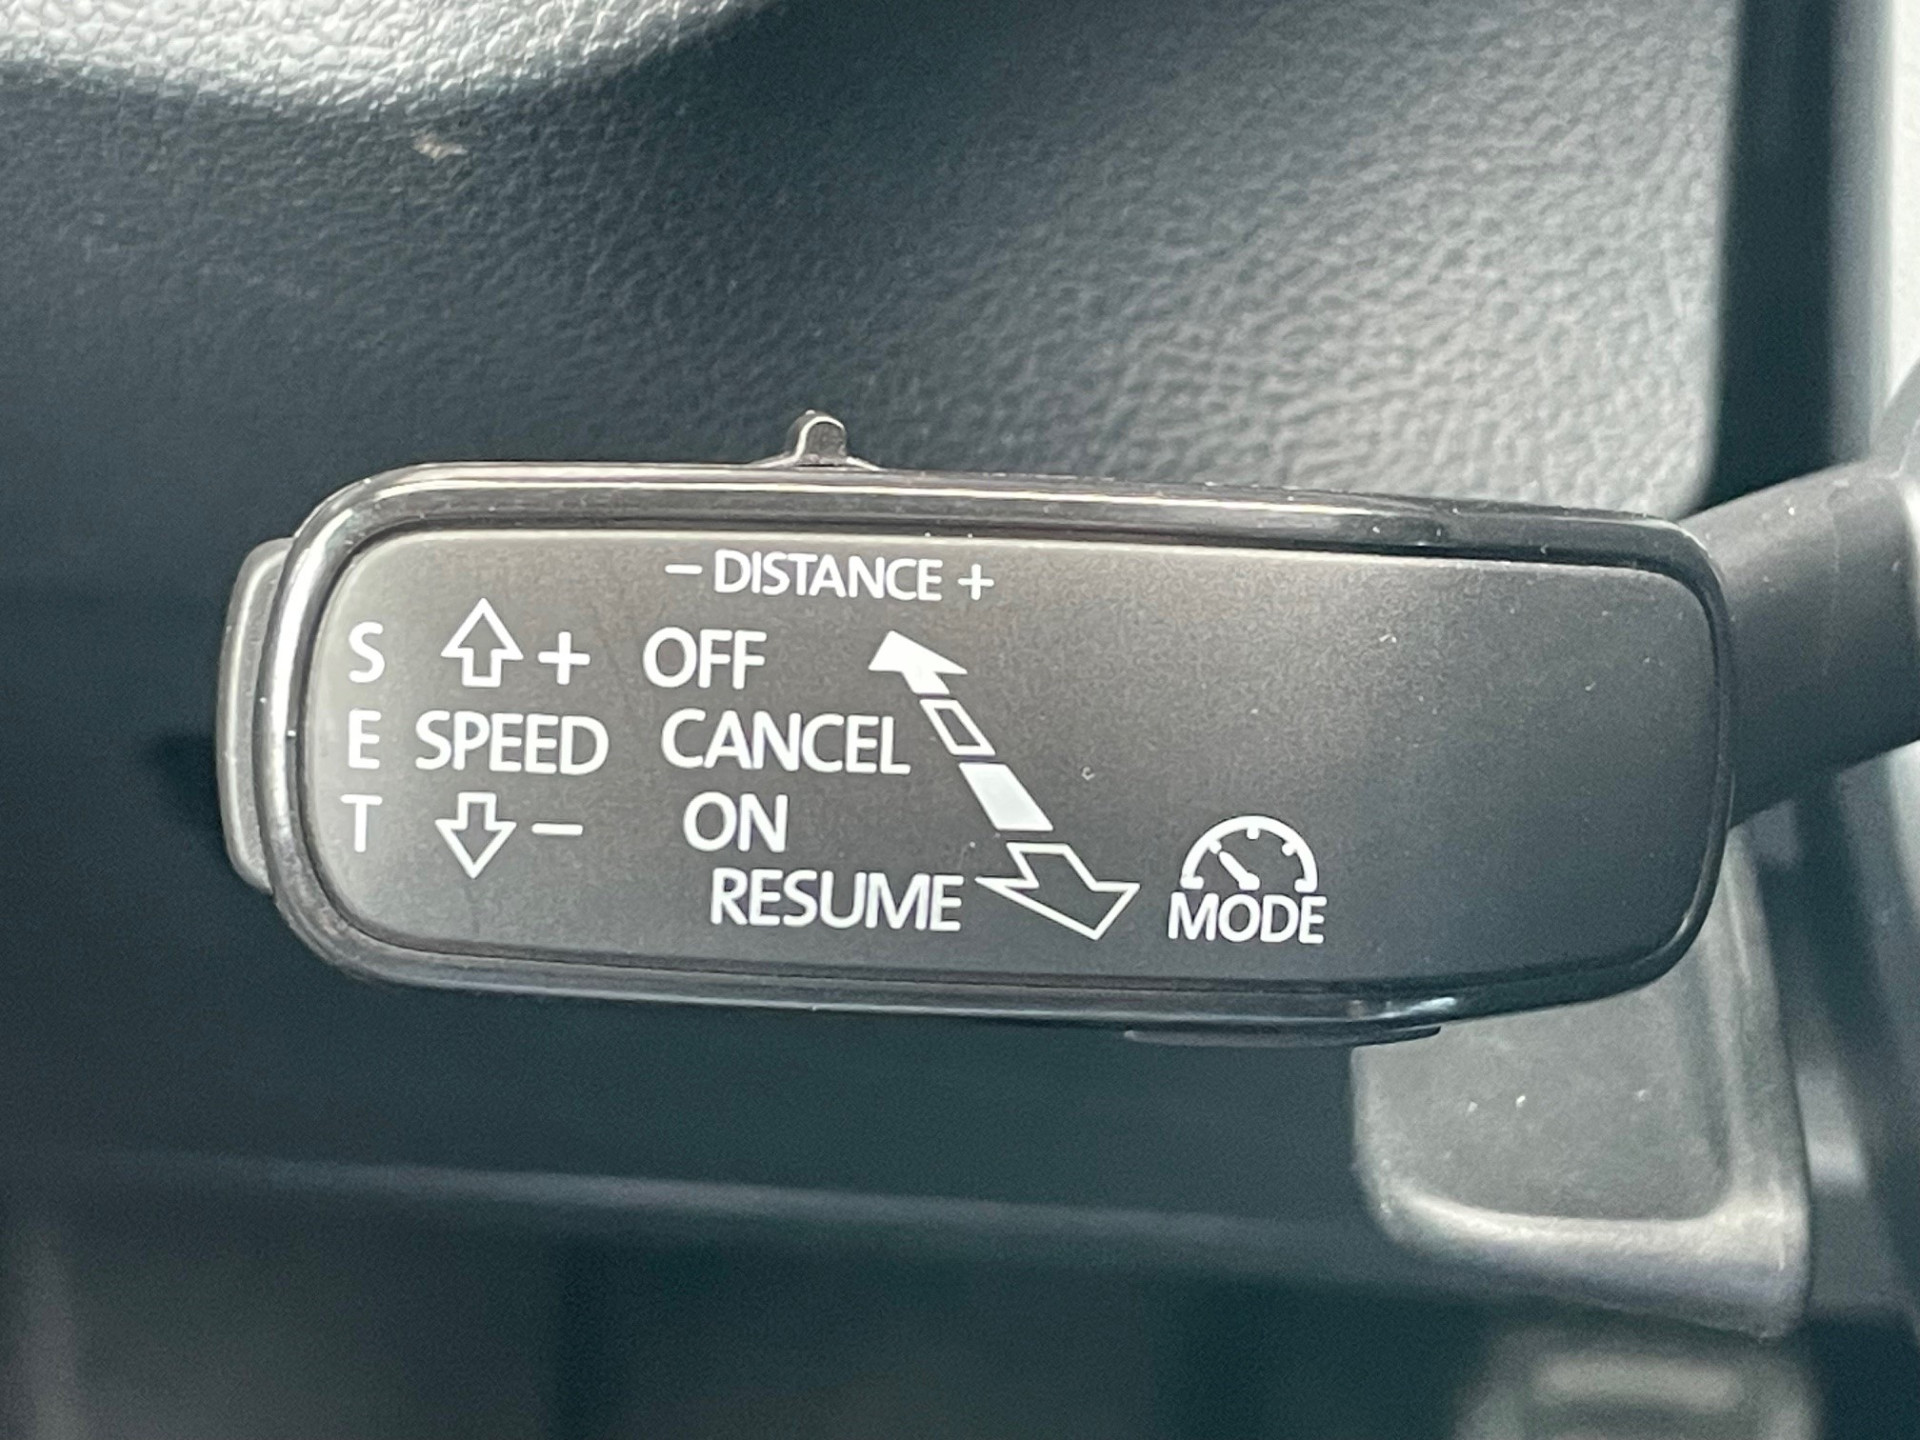 – DISTANCE +
S + OFF
E SPEED CANCEL
T – ON
RESUME
MODE